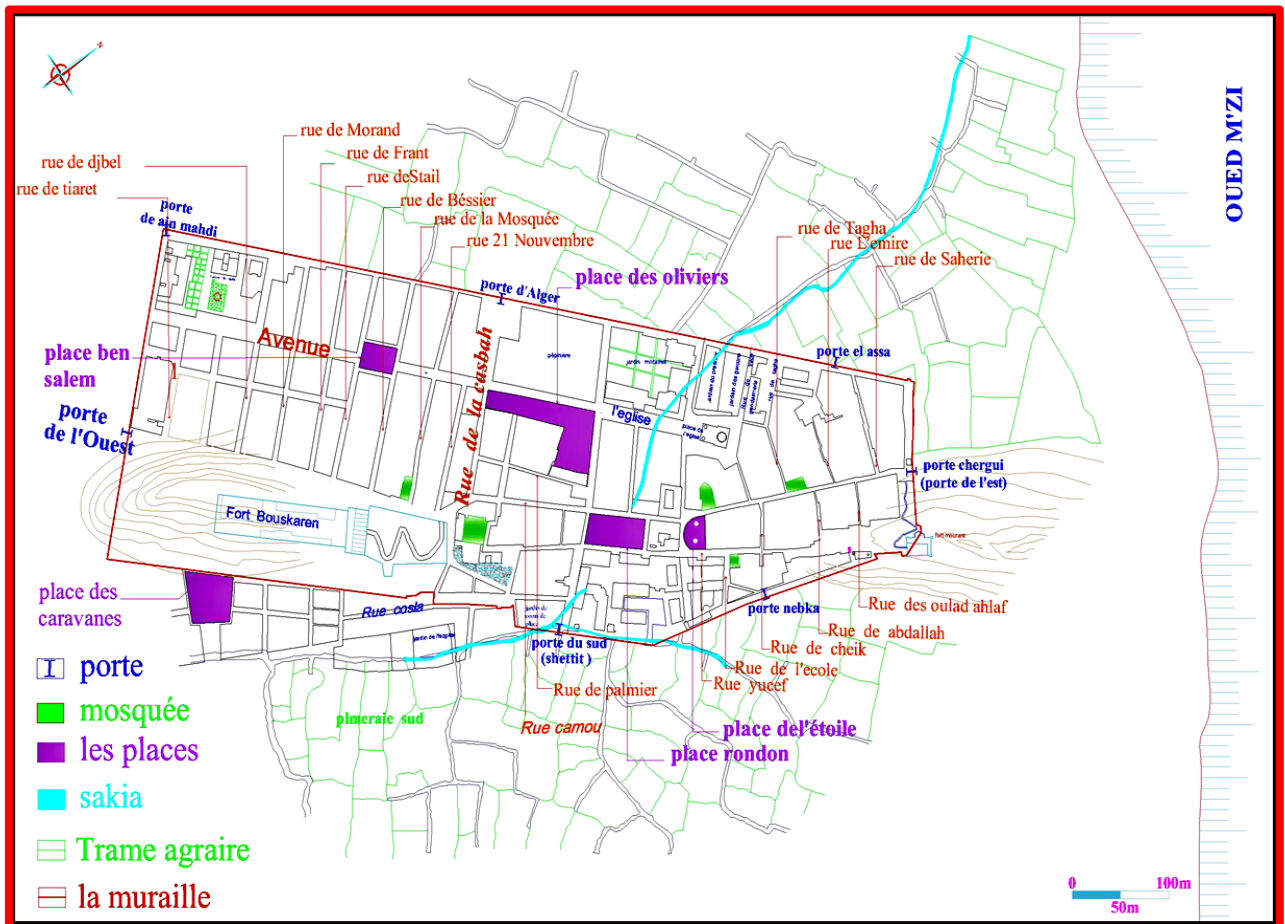 N
OUED M'ZI
rue de Morand
rue de Frant
rue deStail
rue de Béssier
rue de la Mosquée
rue 21 Nouvembre
rue de djbel
rue de tiaret
porte
de ain mahdi
rue de Tagha
rue L'emire
rue de Saherie
place des oliviers
porte d'Alger
porte el assa
Avenue
place ben
salem
porte
de l'Ouest
Rue de la casbah
l'eglise
place de
l'eglise
porte chergui
(porte de l'est)
Fort Bouskaren
place des
caravanes
Rue cosla
porte du sud
(shettit )
porte nebka
Rue des oulad ahlaf
Rue de abdallah
Rue de cheik
Rue de l'ecole
Rue yucef
Rue de palmier
Rue camou
place del'étoile
place rondon
plmeraie sud
porte
mosquée
les places
sakia
Trame agraire
la muraille
0 100m
50m